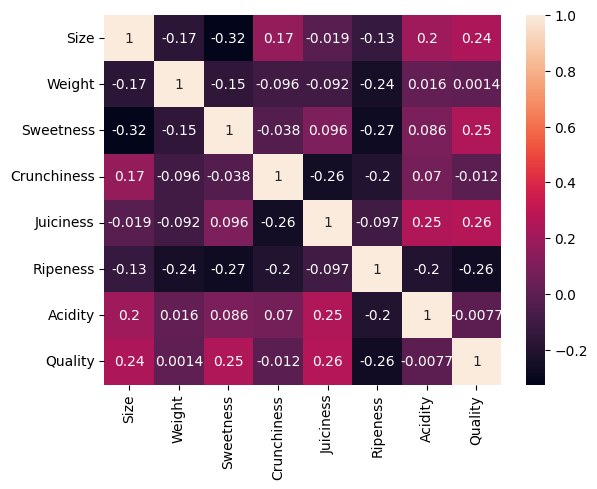 Size 1 -0.17 -0.32 0.17 -0.019 -0.13 0.2 0.24
Weight -0.17 1 -0.15 -0.096 -0.092 -0.24 0.016 0.0014
Sweetness -0.32 -0.15 1 -0.038 0.096 -0.27 0.086 0.25
Crunchiness 0.17 -0.096 -0.038 1 -0.26 -0.2 0.07 -0.012
Juiciness -0.019 -0.092 0.096 -0.26 1 -0.097 0.25 0.26
Ripeness -0.13 -0.24 -0.27 -0.2 -0.097 1 -0.2 -0.26
Acidity 0.2 0.016 0.086 0.07 0.25 -0.2 1 -0.0077
Quality 0.24 0.0014 0.25 -0.012 0.26 -0.26 -0.0077 1
Size Weight Sweetness Crunchiness Juiciness Ripeness Acidity Quality
1.0
0.8
0.6
0.4
0.2
0.0
−0.2